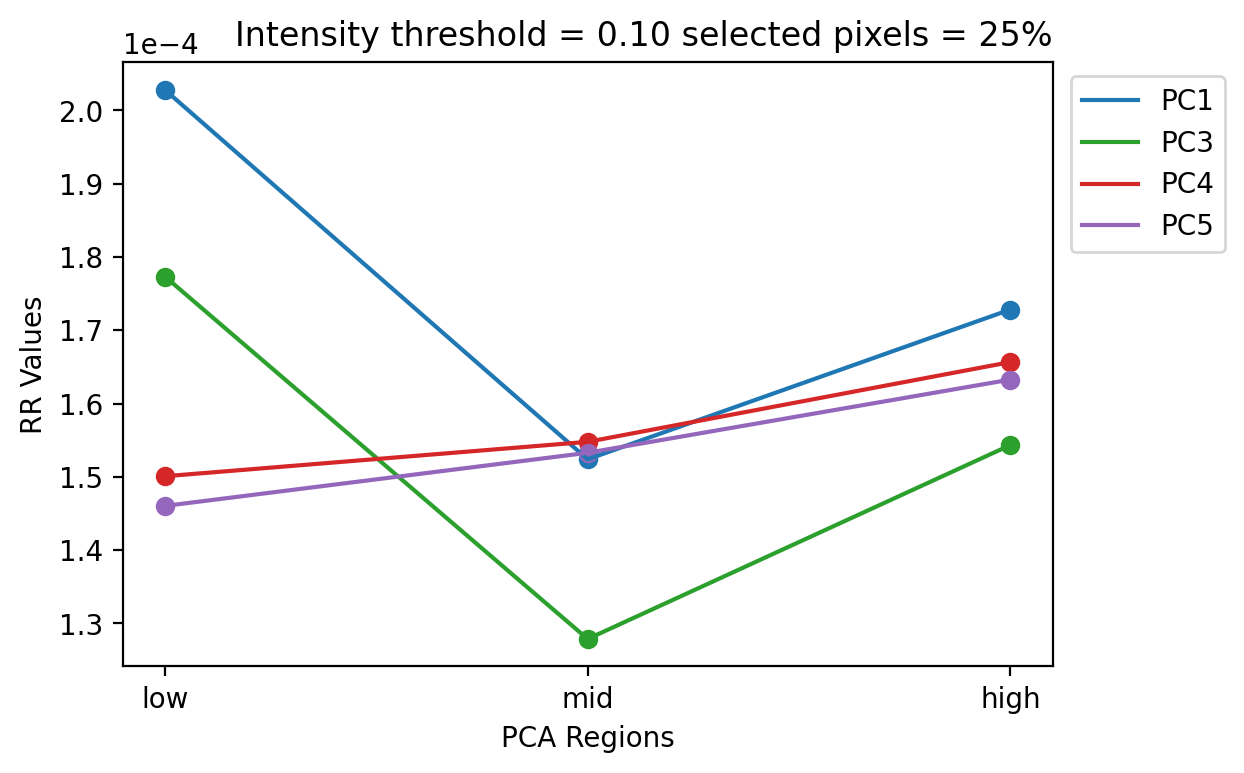 Intensity threshold = 0.10 selected pixels = 25%
1e−4
2.0
1.9
1.8
1.7
1.6
1.5
1.4
1.3
RR Values
low
mid
high
PCA Regions
PC1
PC3
PC4
PC5